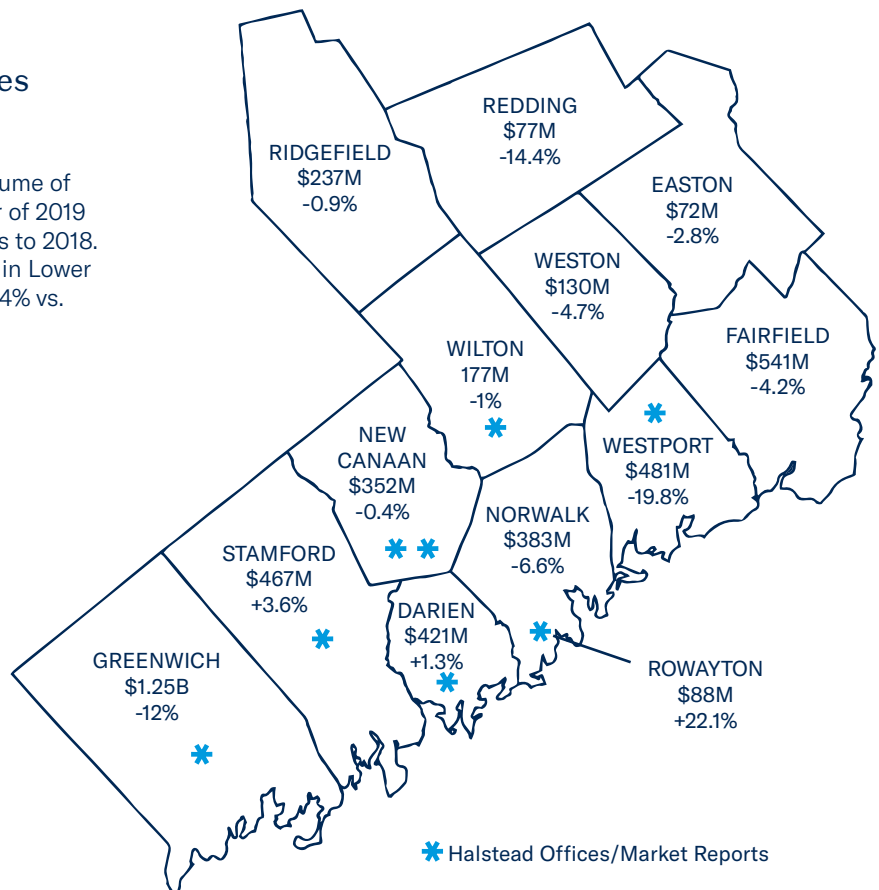 es
ume of
r of 2019
s to 2018.
in Lower
4% vs.
RIDGEFIELD
$237M
-0.9%
REDDING
$77M
-14.4%
EASTON
$72M
-2.8%
WESTON
$130M
-4.7%
FAIRFIELD
$541M
-4.2%
WILTON
177M
-1%
WESTPORT
$481M
-19.8%
NEW
CANAAN
$352M
-0.4%
NORWALK
$383M
-6.6%
STAMFORD
$467M
+3.6%
DARIEN
$421M
+1.3%
GREENWICH
$1.25B
-12%
ROWAYTON
$88M
+22.1%
Halstead Offices/Market Reports